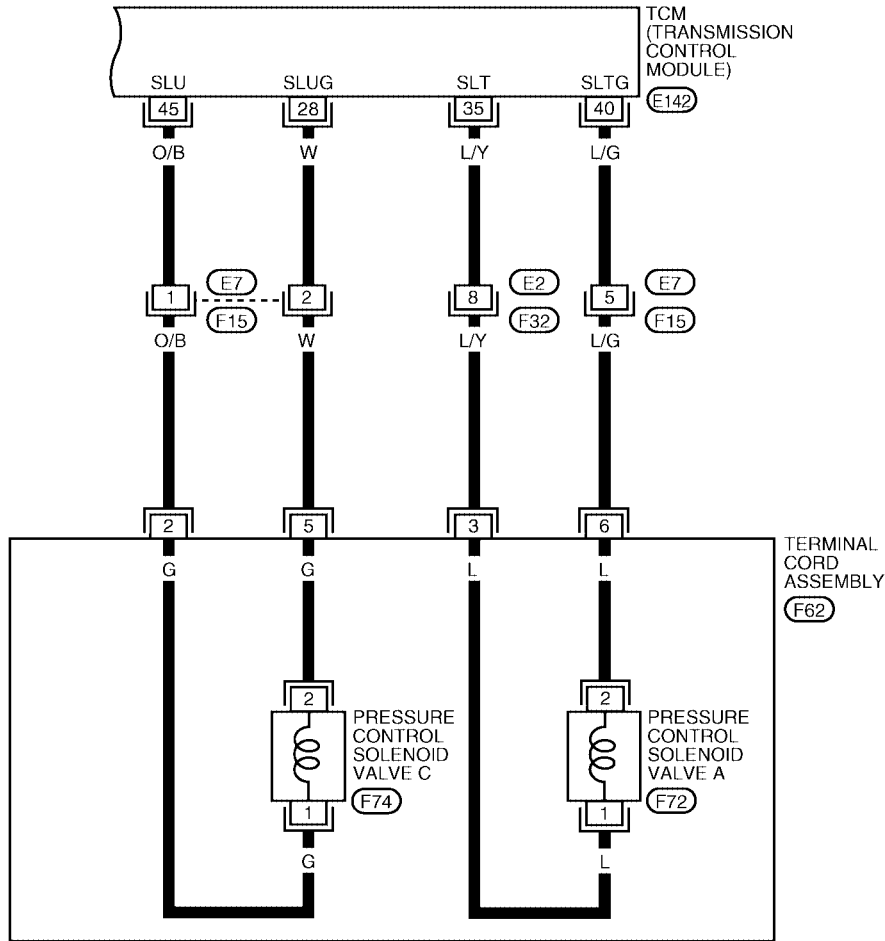 TCM
(TRANSMISSION
CONTROL
MODULE)
E142
SLU SLUG SLT SLTG
45 28 35 40
O/B W L/Y L/G
1 E7 2 8 E2 5 E7
F15 F32 F15
O/B W L/Y L/G
2 5 3 6
TERMINAL
CORD
ASSEMBLY
F62
G G L L
2
PRESSURE
CONTROL
SOLENOID
VALVE C
F74
1
G
2
PRESSURE
CONTROL
SOLENOID
VALVE A
F72
1
L